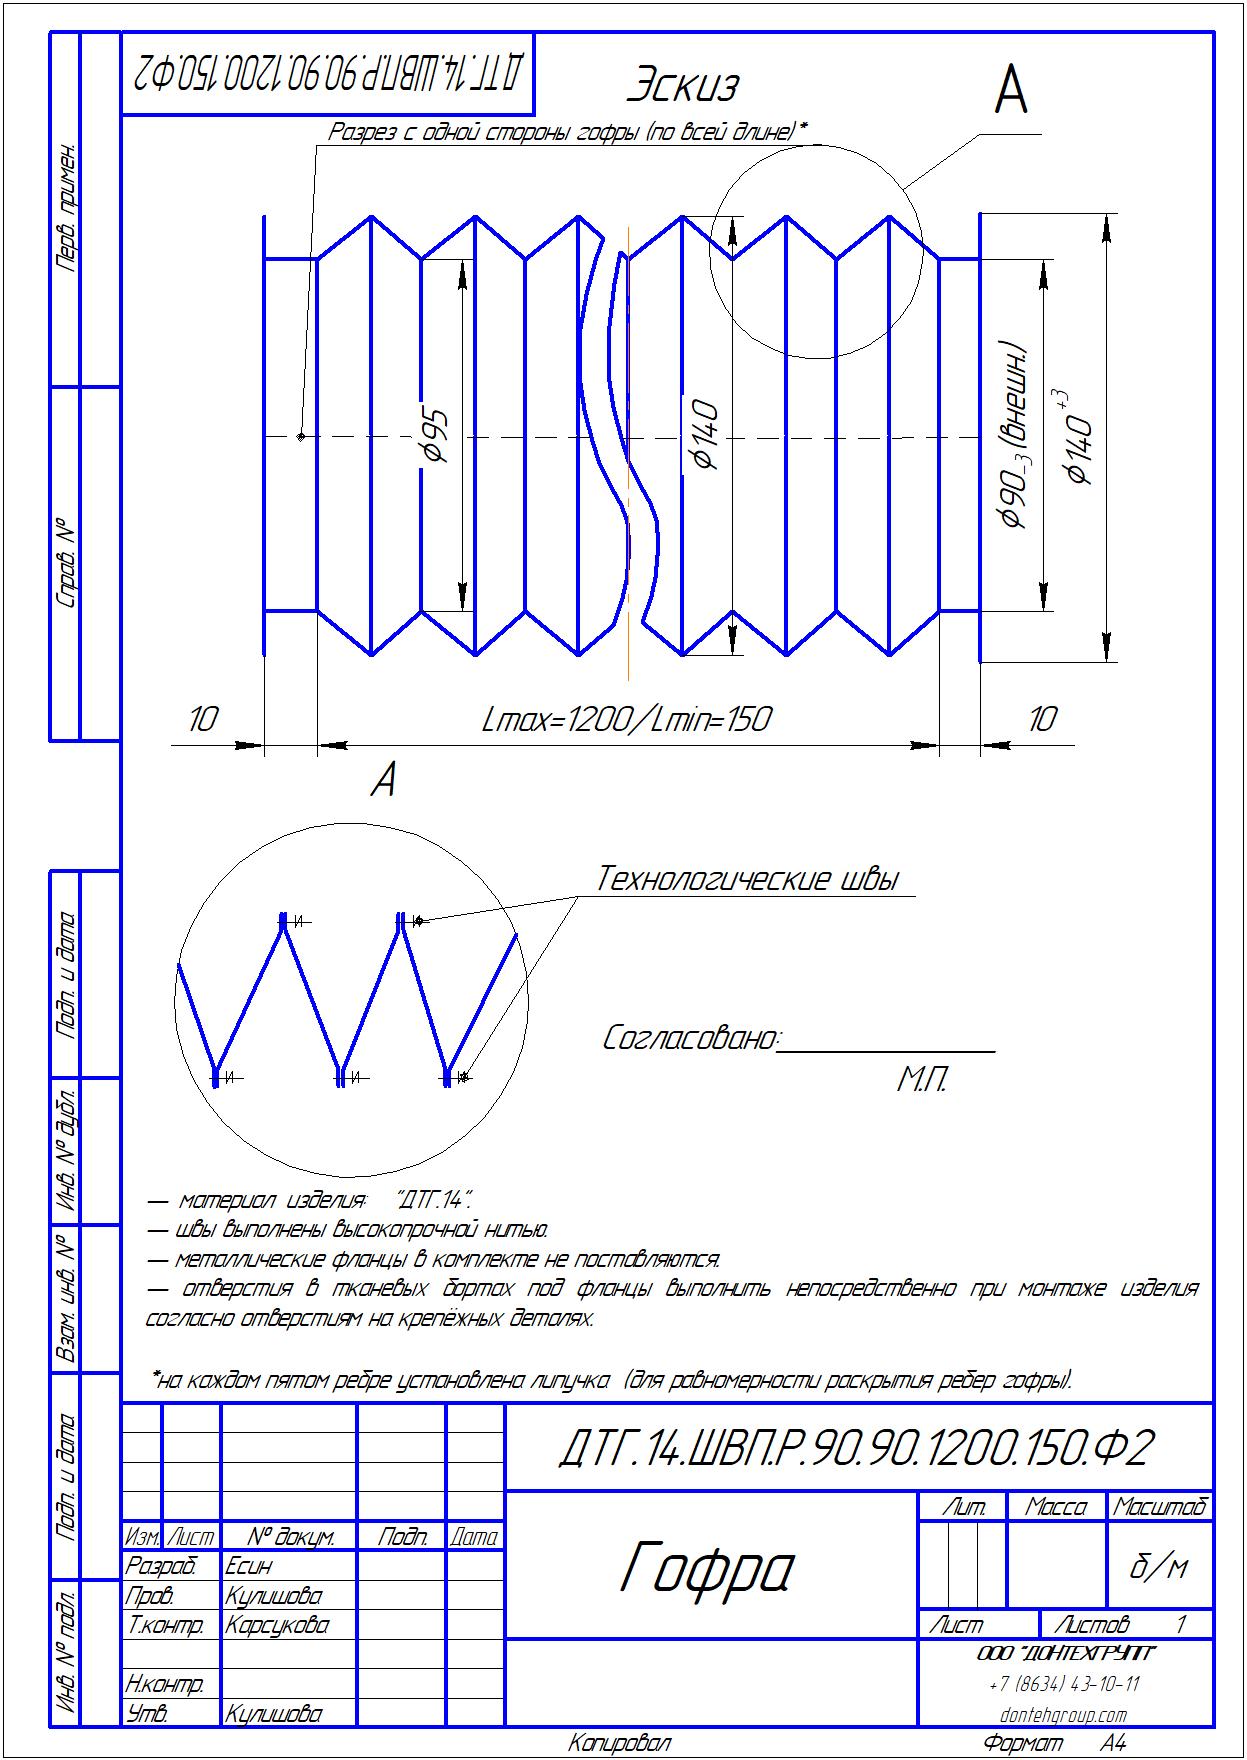 ДТГ.14.ШВП.Р.90.90.1200.150.Ф2
Эскиз
А
Разрез с одной стороны гофры (по всей длине)*
ϕ95
ϕ140
ϕ90-3 (внешн.)
ϕ140 +3
10
Lmax=1200/Lmin=150
10
А
Технологические швы
Согласовано:
М.П.
— материал изделия: "ДТГ.14".
— швы выполнены высокопрочной нитью.
— металлические фланцы в комплекте не поставляются.
— отверстия в тканевых бортах под фланцы выполнить непосредственно при монтаже изделия
согласно отверстиям на крепёжных деталях.
*на каждом пятом ребре установлена липучка (для равномерности раскрытия ребер гофры).
Перв. примен.
Справ. №
Подп. и дата
Инв. № дубл.
Взам. инв. №
Подп. и дата
Инв. № подл.
ДТГ.14.ШВП.Р.90.90.1200.150.Ф2
Лит. Масса Масштаб
Изм. Лист № докум. Подп. Дата
Разраб. Есин
Гофра
б/м
Пров. Кулишова
Т.контр. Карсукова
Лист Листов 1
ООО "ДОНТЕХГРУПП"
Н.контр.
+7 (8634) 43-10-11
Утв. Кулишова
dontehgroup.com
Копировал Формат А4